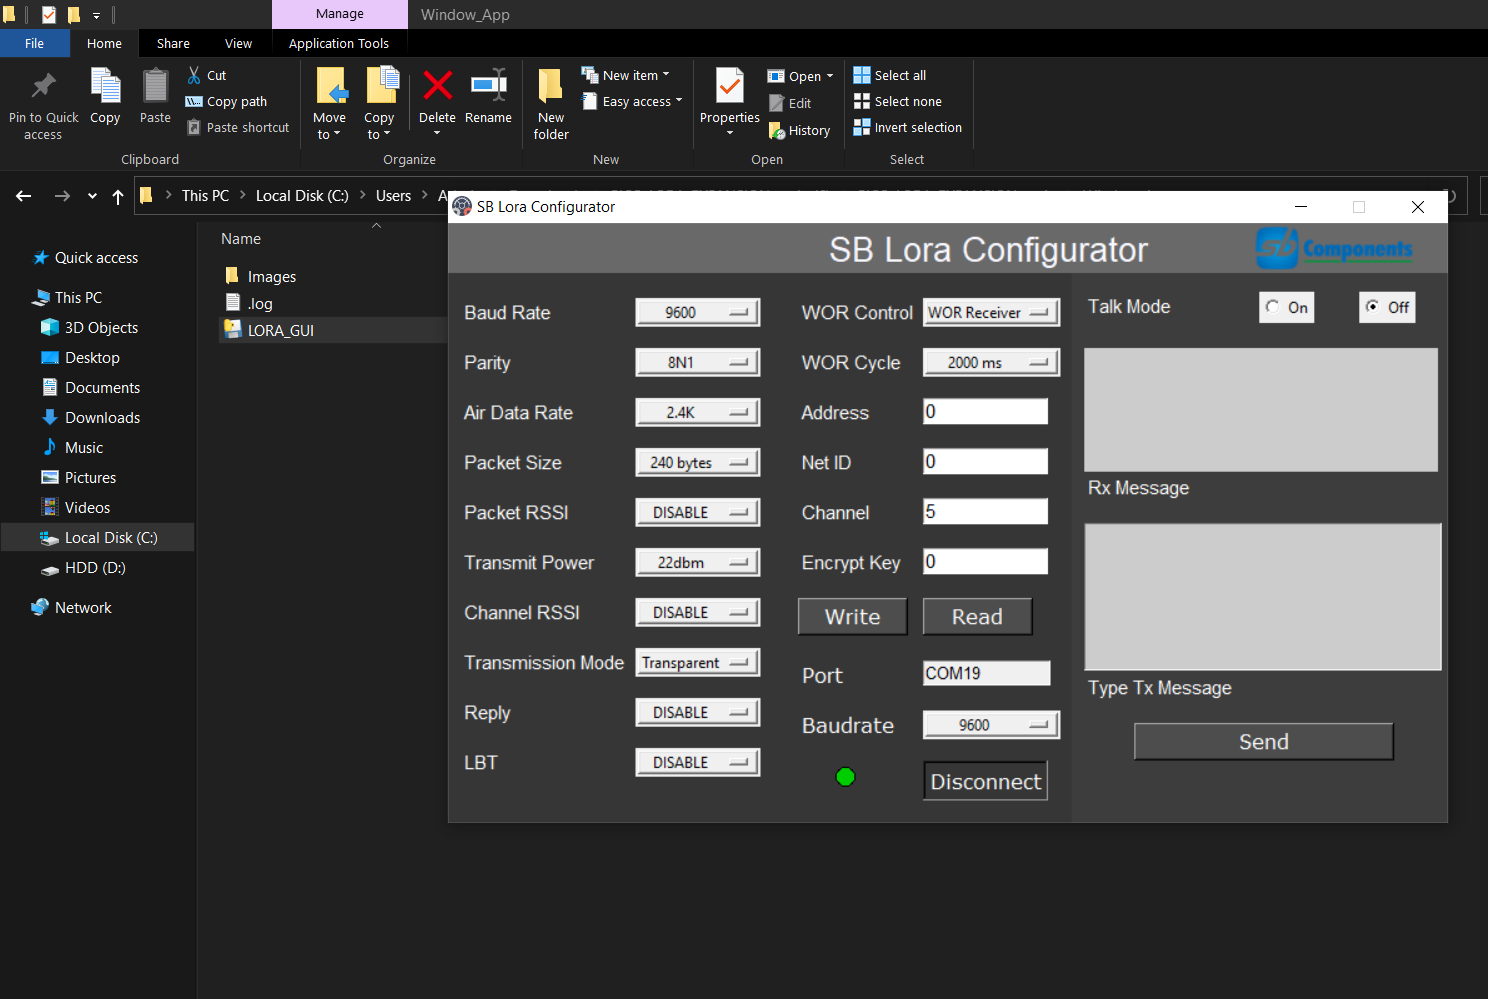 Manage
Window_App
File
Home
Share
View
Application Tools
Pin to Quick access
Copy
Paste
Cut
Copy path
Paste shortcut
Clipboard
Move to
Copy to
Delete
Rename
Organize
New folder
New item
Easy access
New
Properties
Open
Edit
History
Open
Select all
Select none
Invert selection
Select
This PC
Local Disk (C:)
Users
Quick access
This PC
3D Objects
Desktop
Documents
Downloads
Music
Pictures
Videos
Local Disk (C:)
HDD (D:)
Network
Name
Images
.log
LORA_GUI
SB Lora Configurator
SB Lora Configurator
sb Components
Baud Rate 9600
Parity 8N1
Air Data Rate 2.4K
Packet Size 240 bytes
Packet RSSI DISABLE
Transmit Power 22dbm
Channel RSSI DISABLE
Transmission Mode Transparent
Reply DISABLE
LBT DISABLE
WOR Control WOR Receiver
WOR Cycle 2000 ms
Address 0
Net ID 0
Channel 5
Encrypt Key 0
Write Read
Port COM19
Baudrate 9600
Disconnect
Talk Mode On Off
Rx Message
Type Tx Message
Send